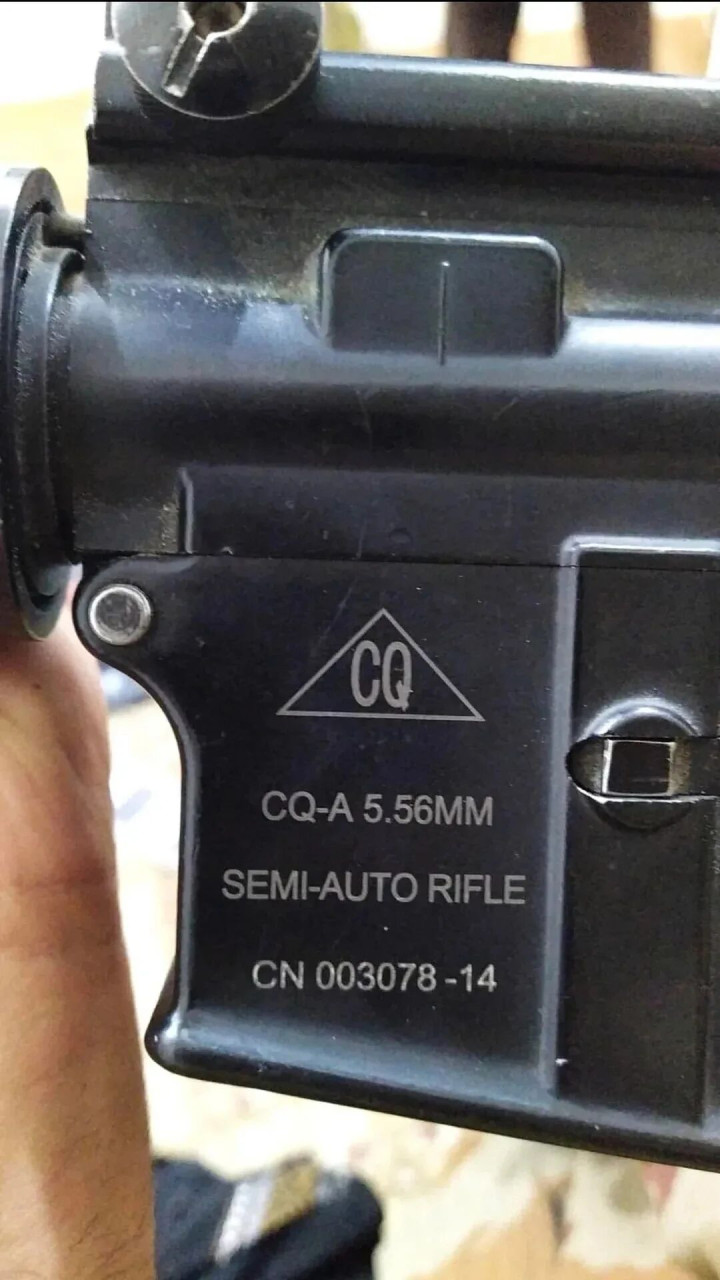 CQ
CQ-A 5.56MM
SEMI-AUTO RIFLE
CN 003078 -14